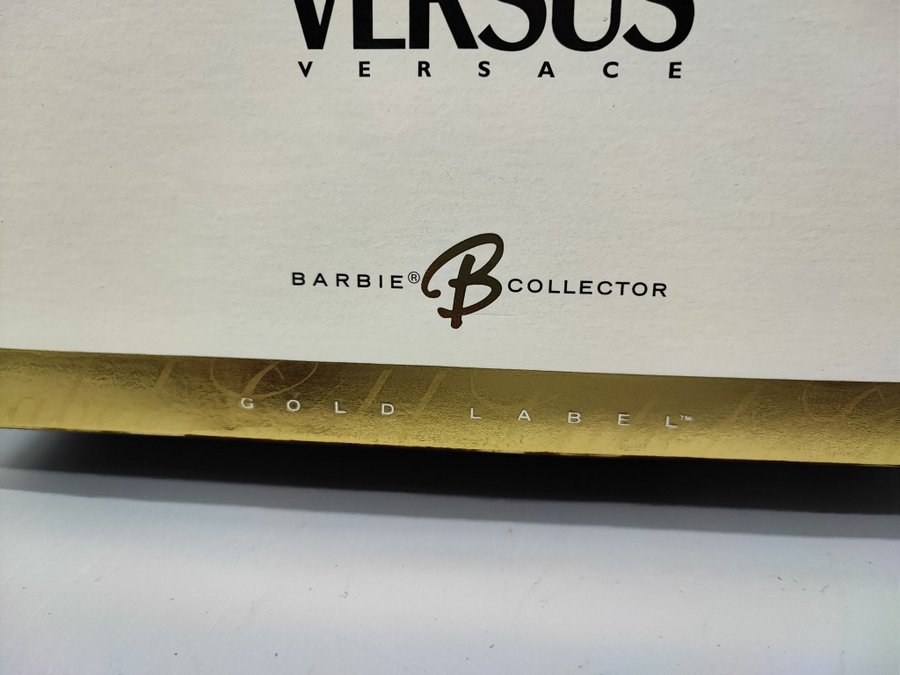 VERSUS
VERSACE
BARBIE® B COLLECTOR
GOLD LABEL™